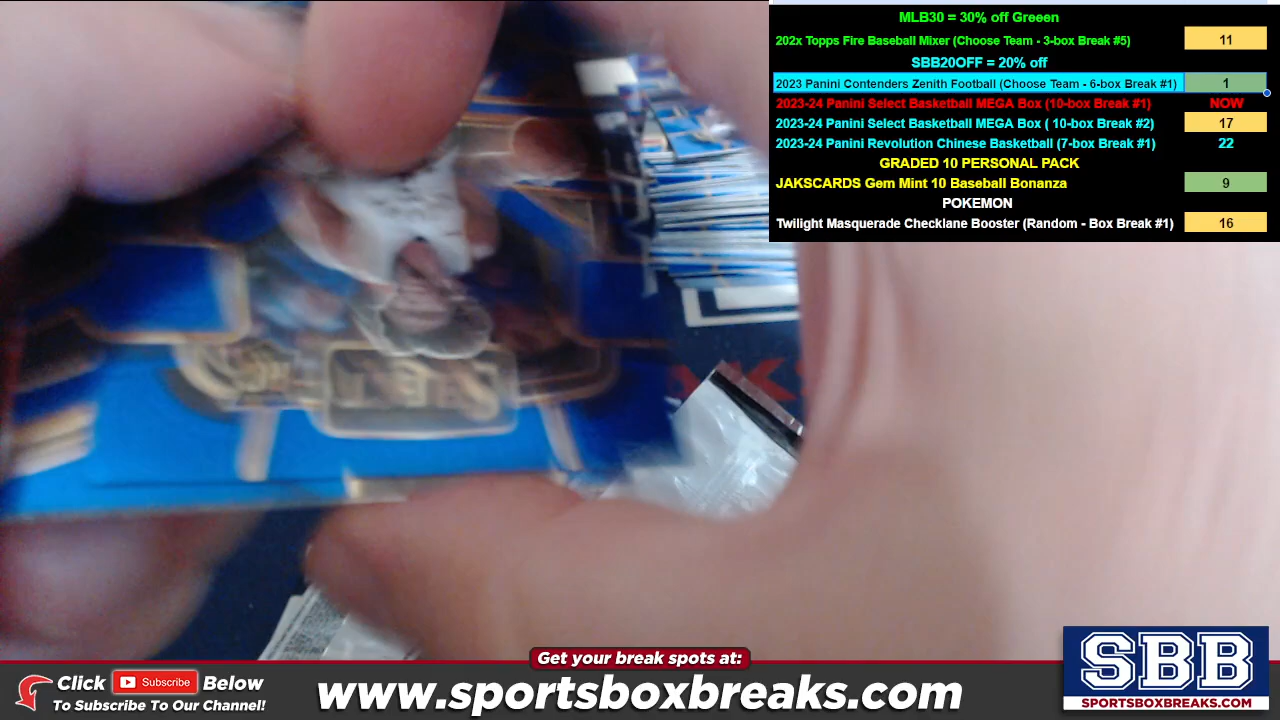 MLB30 = 30% off Greeen
202x Topps Fire Baseball Mixer (Choose Team - 3-box Break #5) 11
SBB20OFF = 20% off
2023 Panini Contenders Zenith Football (Choose Team - 6-box Break #1) 1
2023-24 Panini Select Basketball MEGA Box (10-box Break #1) NOW
2023-24 Panini Select Basketball MEGA Box ( 10-box Break #2) 17
2023-24 Panini Revolution Chinese Basketball (7-box Break #1) 22
GRADED 10 PERSONAL PACK
JAKSCARDS Gem Mint 10 Baseball Bonanza 9
POKEMON
Twilight Masquerade Checklane Booster (Random - Box Break #1) 16
SELECT
Get your break spots at:
Click Subscribe Below
To Subscribe To Our Channel!
www.sportsboxbreaks.com
SBB
SPORTSBOXBREAKS.COM